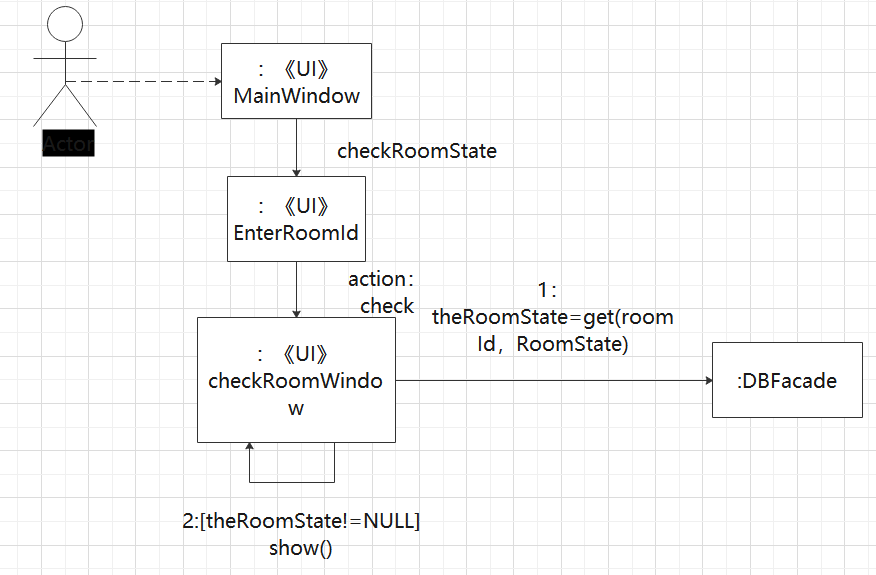 : 《UI》
MainWindow
Actor
checkRoomState
: 《UI》
EnterRoomId
action:
check
1:
theRoomState=get(room
Id, RoomState)
: 《UI》
checkRoomWindo
w
:DBFacade
2:[theRoomState!=NULL]
show()